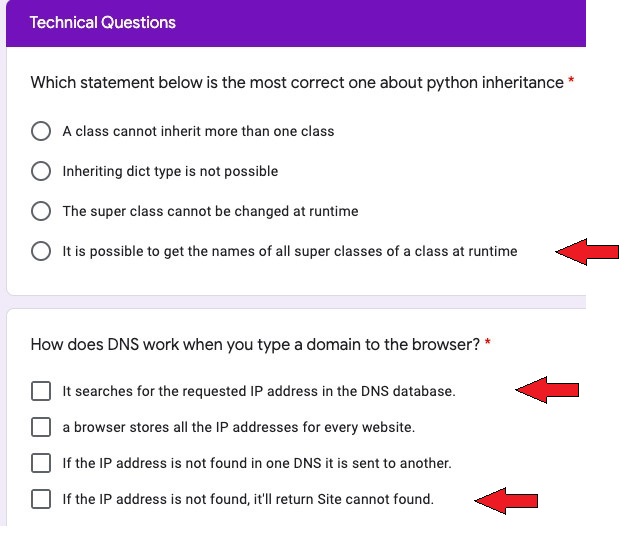 Technical Questions
Which statement below is the most correct one about python inheritance *
A class cannot inherit more than one class
Inheriting dict type is not possible
The super class cannot be changed at runtime
It is possible to get the names of all super classes of a class at runtime
How does DNS work when you type a domain to the browser? *
It searches for the requested IP address in the DNS database.
a browser stores all the IP addresses for every website.
If the IP address is not found in one DNS it is sent to another.
If the IP address is not found, it'll return Site cannot found.